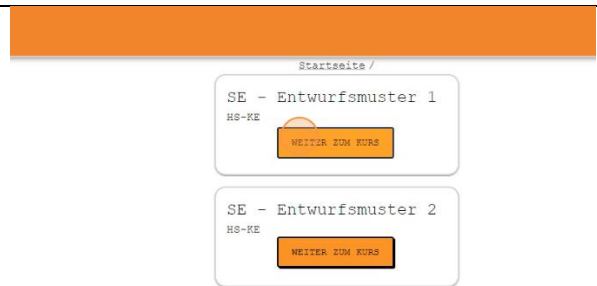 Startseite /
SE - Entwurfsmuster 1
HS-KE
WEITER ZUM KURS
SE - Entwurfsmuster 2
HS-KE
WEITER ZUM KURS